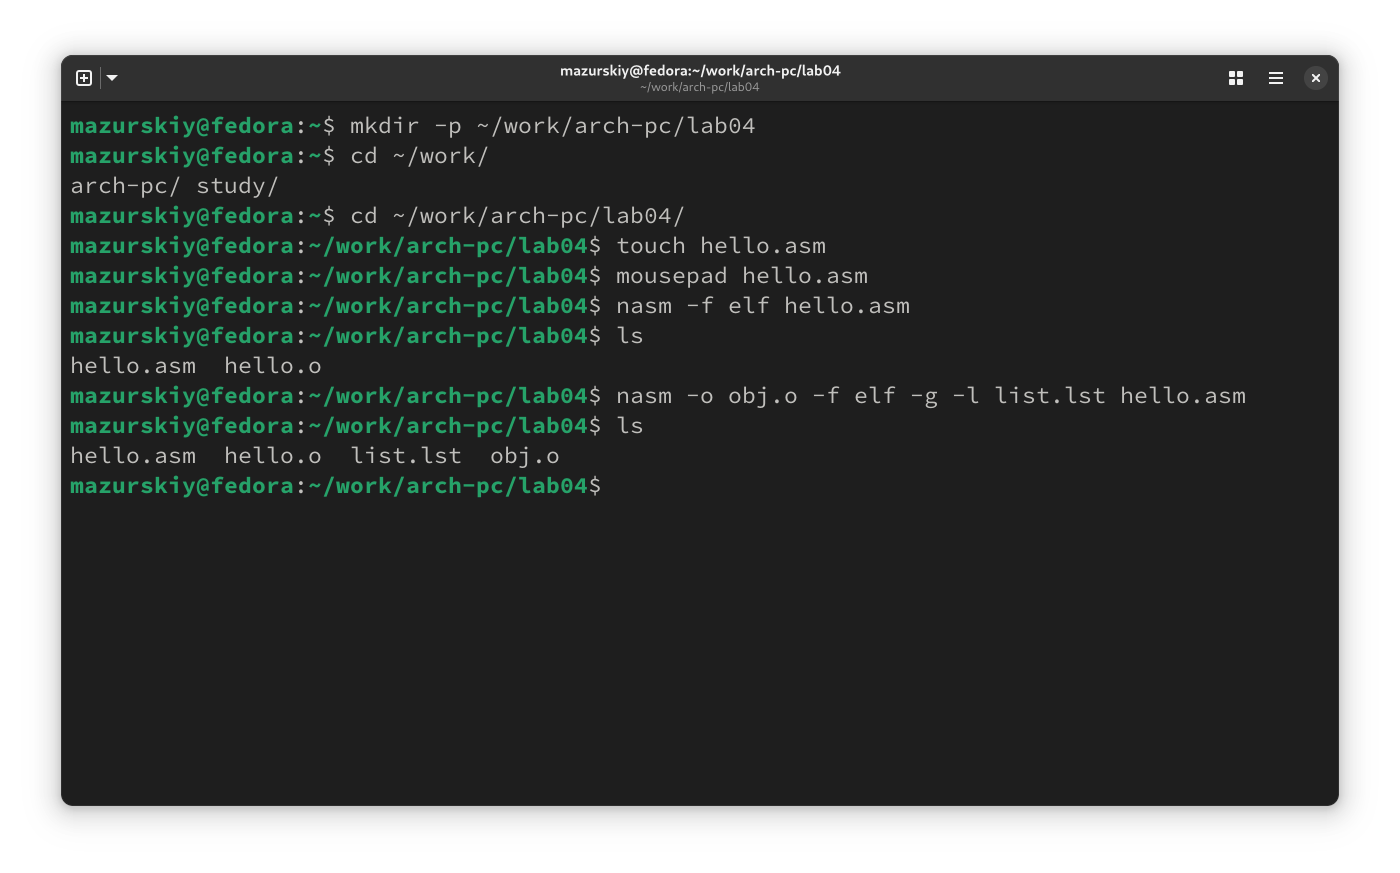 mazurskiy@fedora:~/work/arch-pc/lab04
~/work/arch-pc/lab04
mazurskiy@fedora:~$ mkdir -p ~/work/arch-pc/lab04
mazurskiy@fedora:~$ cd ~/work/
arch-pc/ study/
mazurskiy@fedora:~$ cd ~/work/arch-pc/lab04/
mazurskiy@fedora:~/work/arch-pc/lab04$ touch hello.asm
mazurskiy@fedora:~/work/arch-pc/lab04$ mousepad hello.asm
mazurskiy@fedora:~/work/arch-pc/lab04$ nasm -f elf hello.asm
mazurskiy@fedora:~/work/arch-pc/lab04$ ls
hello.asm  hello.o
mazurskiy@fedora:~/work/arch-pc/lab04$ nasm -o obj.o -f elf -g -l list.lst hello.asm
mazurskiy@fedora:~/work/arch-pc/lab04$ ls
hello.asm  hello.o  list.lst  obj.o
mazurskiy@fedora:~/work/arch-pc/lab04$